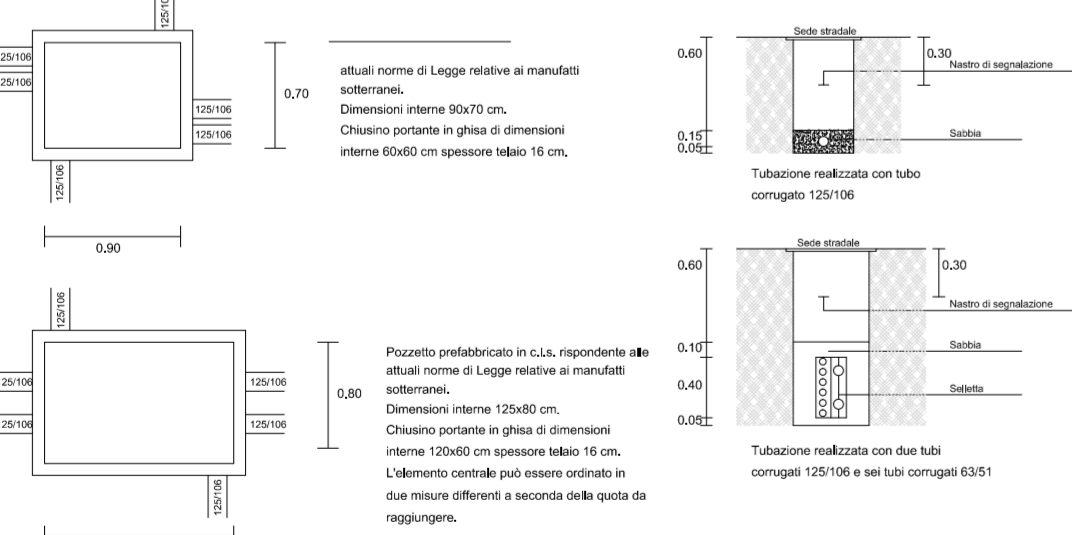 125/106
125/106
125/106
125/106
125/106
0.70
0.90
attuali norme di Legge relative ai manufatti
sotterranei.
Dimensioni interne 90x70 cm.
Chiusino portante in ghisa di dimensioni
interne 60x60 cm spessore telaio 16 cm.
Sede stradale
0.60
0.30
Nastro di segnalazione
0.15
Sabbia
0.05
Tubazione realizzata con tubo
corrugato 125/106
125/106
25/106
125/106
25/106
125/106
125/106
0.80
Pozzetto prefabbricato in c.l.s. rispondente alle
attuali norme di Legge relative ai manufatti
sotterranei.
Dimensioni interne 125x80 cm.
Chiusino portante in ghisa di dimensioni
interne 120x60 cm spessore telaio 16 cm.
L'elemento centrale può essere ordinato in
due misure differenti a seconda della quota da
raggiungere.
Sede stradale
0.60
0.30
Nastro di segnalazione
0.10
Sabbia
0.40
Selletta
0.05
Tubazione realizzata con due tubi
corrugati 125/106 e sei tubi corrugati 63/51